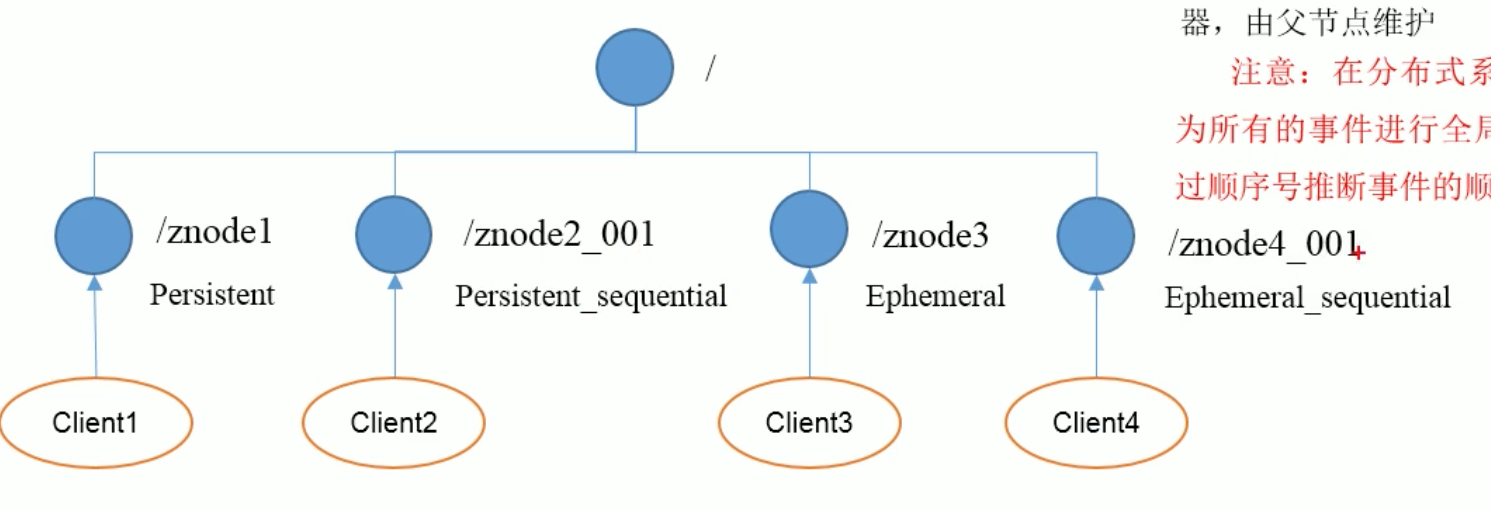 器，由父节点维护
/
注意：在分布式系
为所有的事件进行全局
过顺序号推断事件的顺
/znode1
/znode2_001
/znode3
/znode4_001
Persistent
Persistent_sequential
Ephemeral
Ephemeral_sequential
Client1
Client2
Client3
Client4